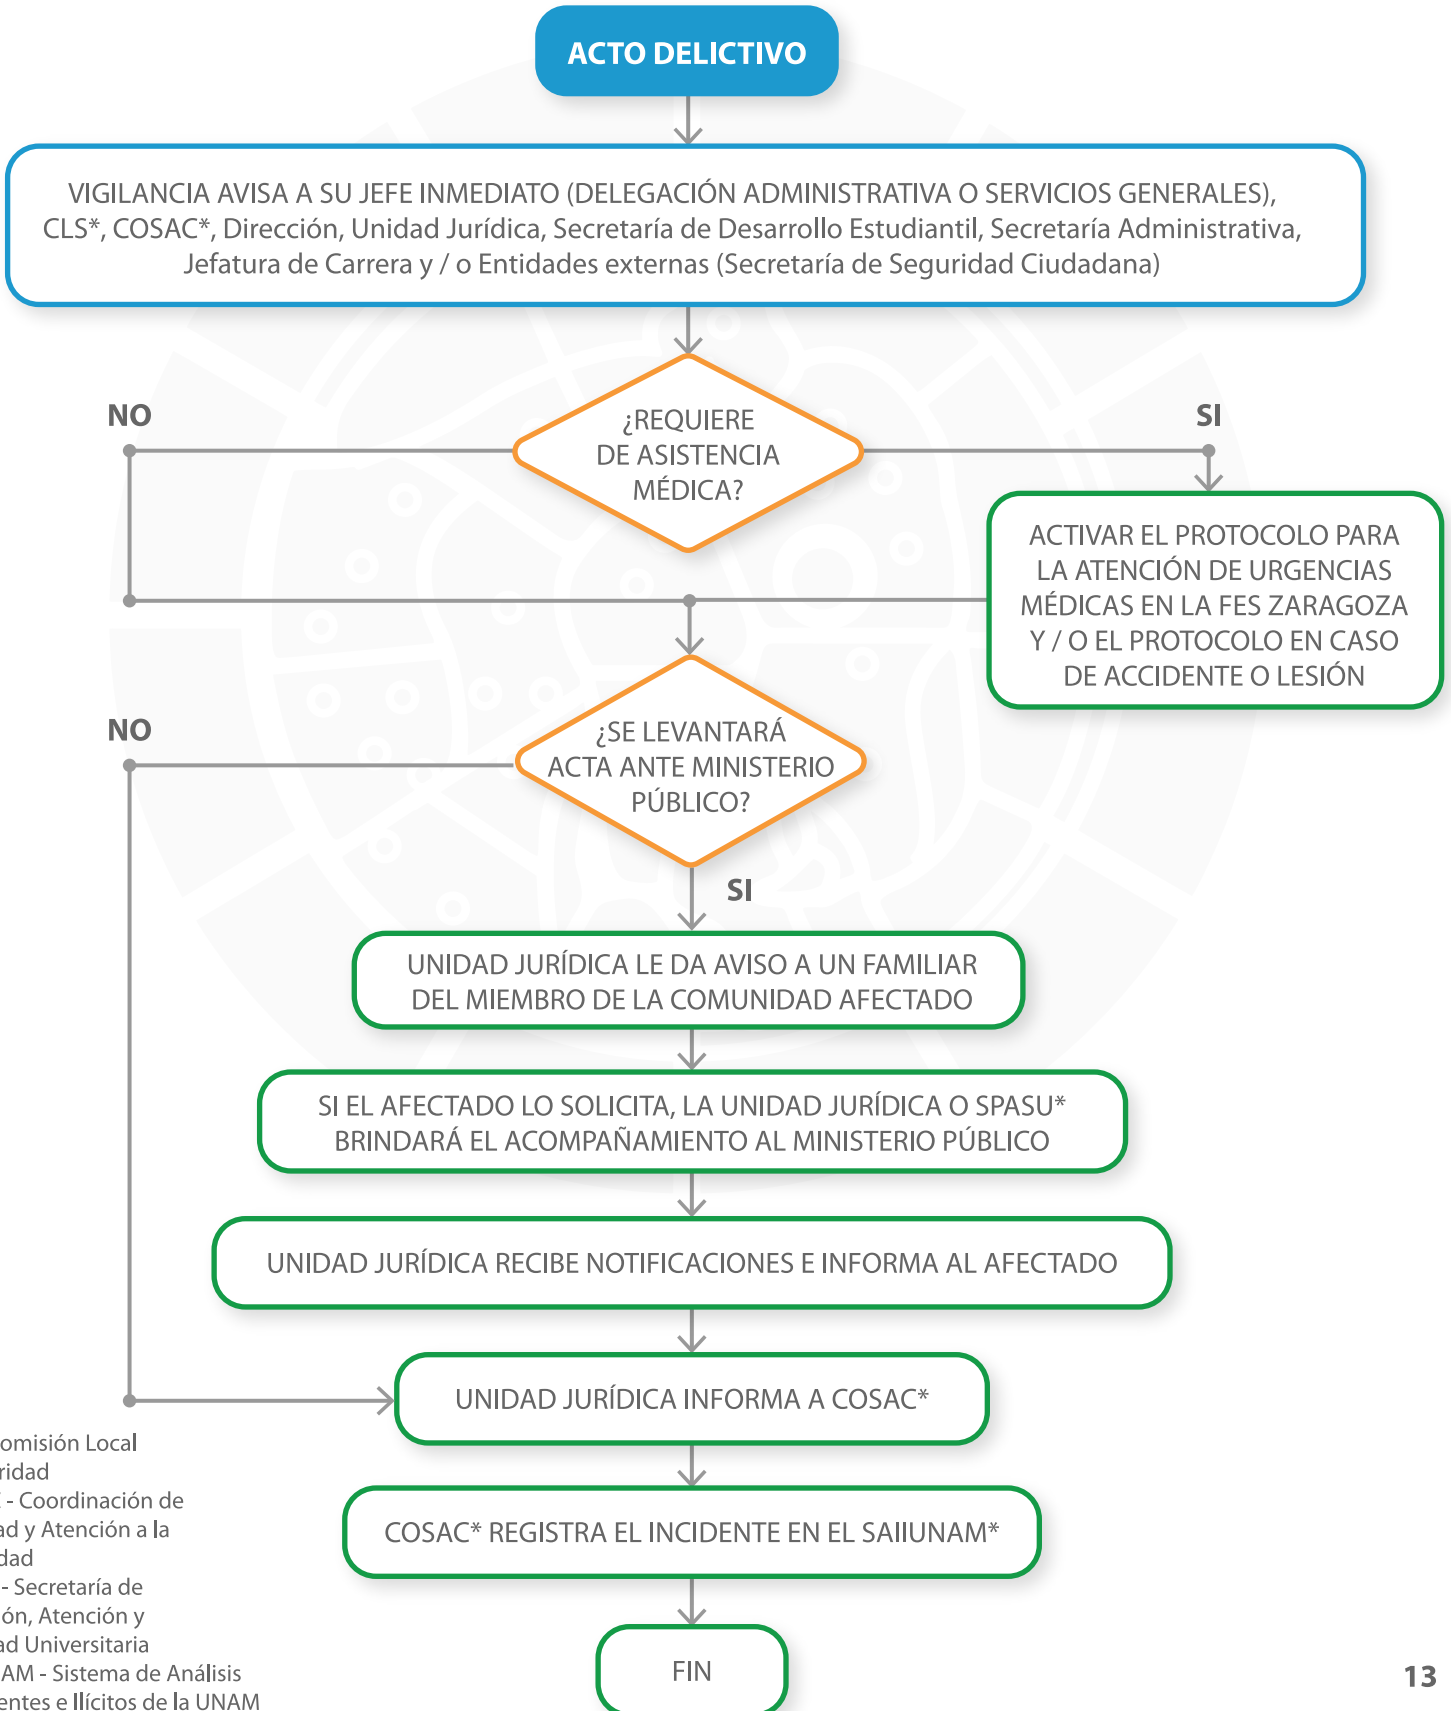 ACTO DELICTIVO
VIGILANCIA AVISA A SU JEFE INMEDIATO (DELEGACIÓN ADMINISTRATIVA O SERVICIOS GENERALES),
CLS*, COSAC*, Dirección, Unidad Jurídica, Secretaría de Desarrollo Estudiantil, Secretaría Administrativa,
Jefatura de Carrera y / o Entidades externas (Secretaría de Seguridad Ciudadana)
¿REQUIERE
DE ASISTENCIA
MÉDICA?
NO
SI
ACTIVAR EL PROTOCOLO PARA
LA ATENCIÓN DE URGENCIAS
MÉDICAS EN LA FES ZARAGOZA
Y / O EL PROTOCOLO EN CASO
DE ACCIDENTE O LESIÓN
¿SE LEVANTARÁ
ACTA ANTE MINISTERIO
PÚBLICO?
NO
SI
UNIDAD JURÍDICA LE DA AVISO A UN FAMILIAR
DEL MIEMBRO DE LA COMUNIDAD AFECTADO
SI EL AFECTADO LO SOLICITA, LA UNIDAD JURÍDICA O SPASU*
BRINDARÁ EL ACOMPAÑAMIENTO AL MINISTERIO PÚBLICO
UNIDAD JURÍDICA RECIBE NOTIFICACIONES E INFORMA AL AFECTADO
UNIDAD JURÍDICA INFORMA A COSAC*
COSAC* REGISTRA EL INCIDENTE EN EL SAIIUNAM*
FIN
omisión Local
ridad
- Coordinación de
ad y Atención a la
dad
- Secretaría de
ión, Atención y
ad Universitaria
AM - Sistema de Análisis
entes e Ilícitos de la UNAM
13